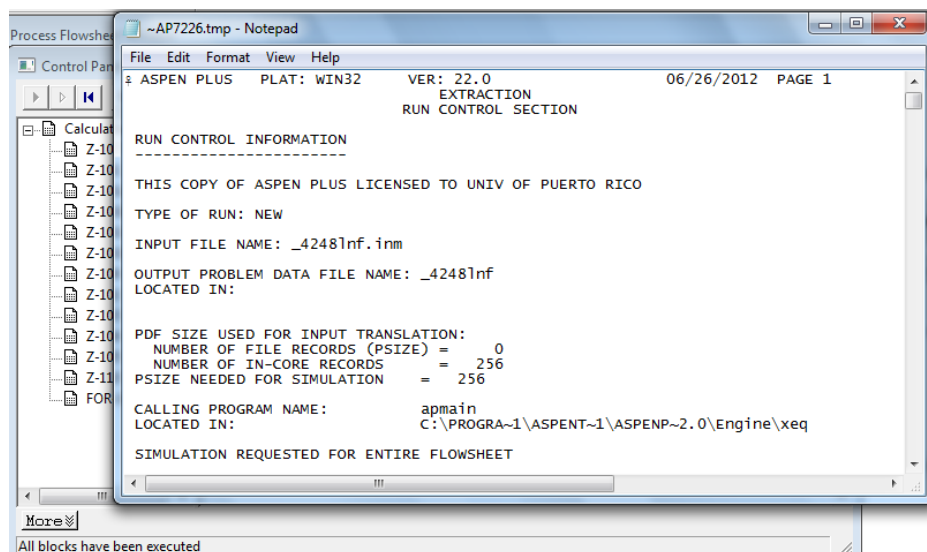 Process Flowshe
~AP7226.tmp - Notepad
Control Pan
File Edit Format View Help
ASPEN PLUS PLAT: WIN32 VER: 22.0 06/26/2012 PAGE 1
EXTRACTION
RUN CONTROL SECTION
RUN CONTROL INFORMATION
-----------------------
THIS COPY OF ASPEN PLUS LICENSED TO UNIV OF PUERTO RICO
TYPE OF RUN: NEW
INPUT FILE NAME: _4248lnf.inm
OUTPUT PROBLEM DATA FILE NAME: _4248lnf
LOCATED IN:
PDF SIZE USED FOR INPUT TRANSLATION:
NUMBER OF FILE RECORDS (PSIZE) = 0
NUMBER OF IN-CORE RECORDS = 256
PSIZE NEEDED FOR SIMULATION = 256
CALLING PROGRAM NAME: apmain
LOCATED IN: C:\PROGRA~1\ASPENT~1\ASPENP~2.0\Engine\xeq
SIMULATION REQUESTED FOR ENTIRE FLOWSHEET
Calculat
Z-10
Z-10
Z-10
Z-10
Z-10
Z-10
Z-10
Z-10
Z-10
Z-10
Z-10
Z-11
FOR
More
All blocks have been executed